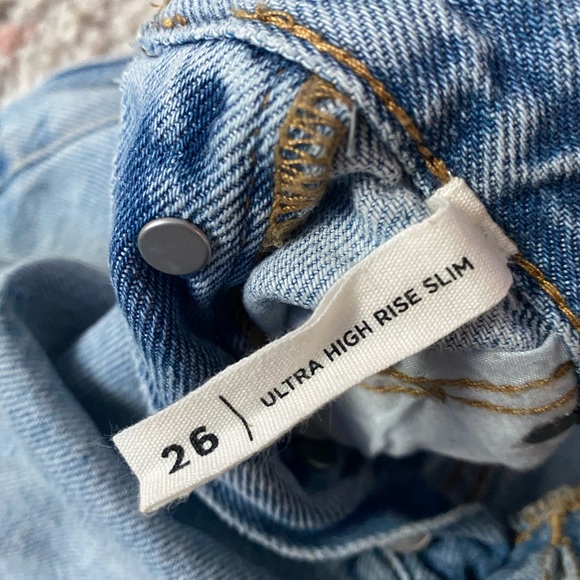 26 \ ULTRA HIGH RISE SLIM